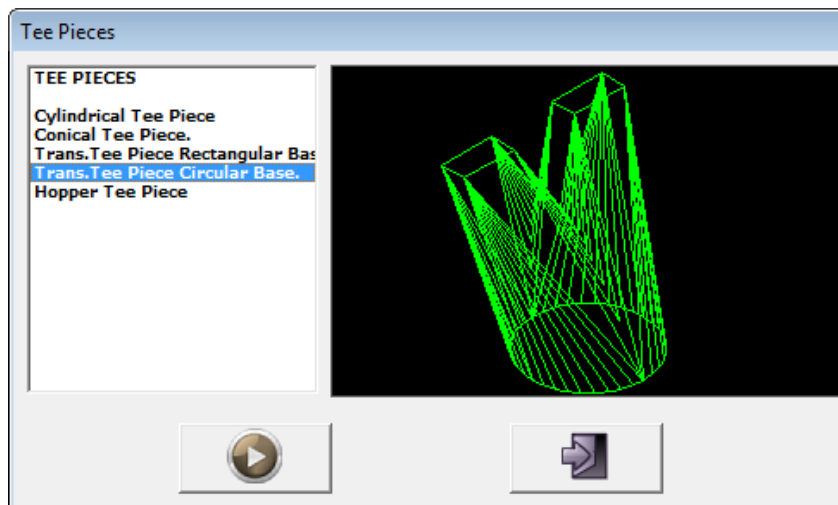 Tee Pieces
TEE PIECES
Cylindrical Tee Piece
Conical Tee Piece.
Trans.Tee Piece Rectangular Bas
Trans.Tee Piece Circular Base.
Hopper Tee Piece